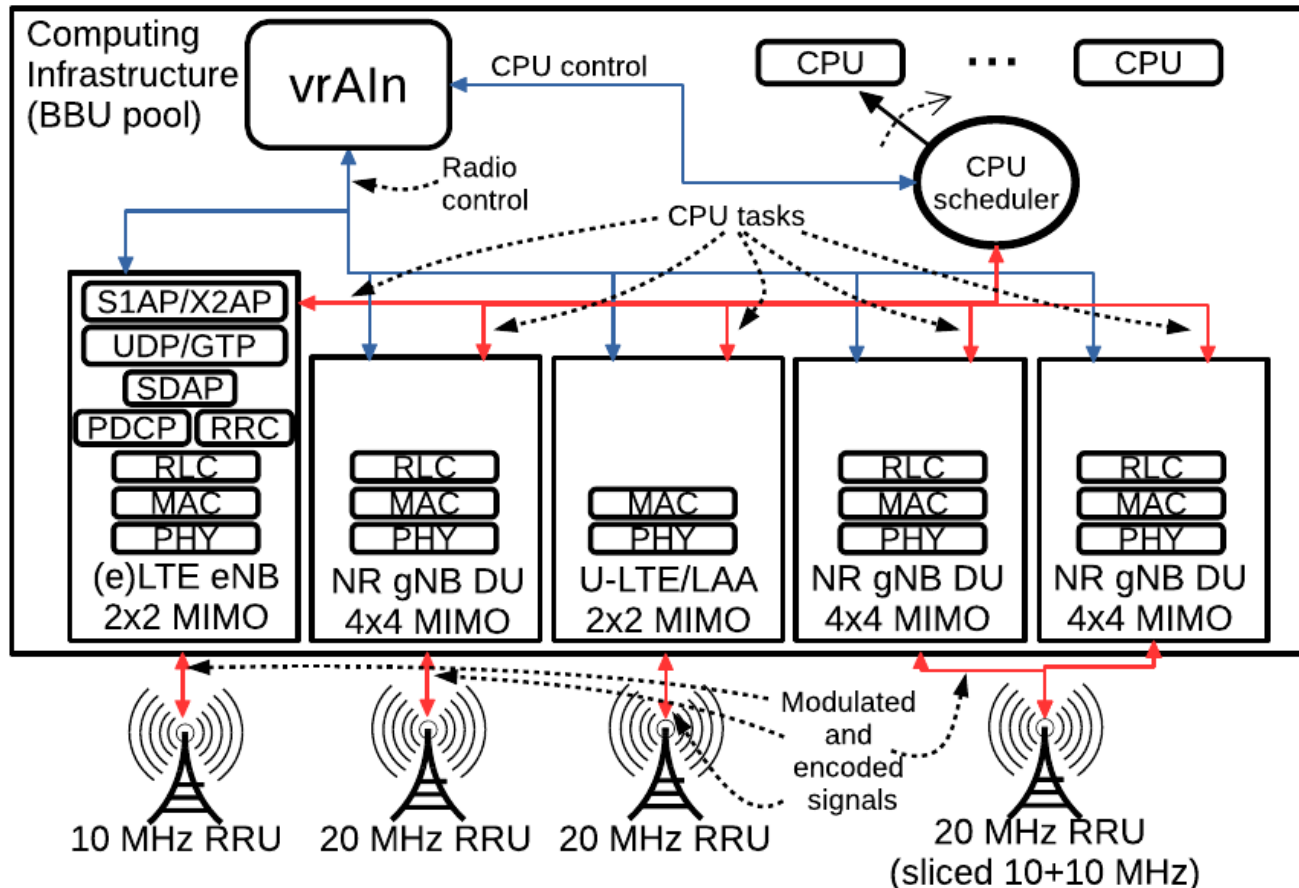 Computing
Infrastructure
(BBU pool)
vrAIn
CPU control
CPU
...
CPU
CPU
scheduler
Radio
control
CPU tasks
S1AP/X2AP
UDP/GTP
SDAP
PDCP
RRC
RLC
MAC
PHY
(e)LTE eNB
2x2 MIMO
RLC
MAC
PHY
NR gNB DU
4x4 MIMO
MAC
PHY
U-LTE/LAA
2x2 MIMO
RLC
MAC
PHY
NR gNB DU
4x4 MIMO
RLC
MAC
PHY
NR gNB DU
4x4 MIMO
Modulated
and
encoded
signals
10 MHz RRU
20 MHz RRU
20 MHz RRU
20 MHz RRU
(sliced 10+10 MHz)